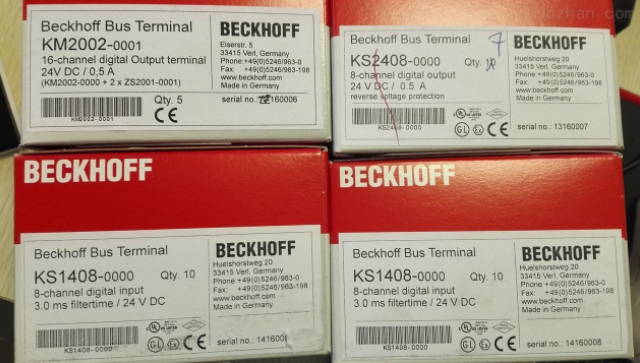 Beckhoff Bus Terminal
KM2002-0001
16-channel digital Output terminal
24V DC / 0,5 A
(KM2002-0000 + 2 x ZS2001-0001)
Qty. 5
KM2002-0001
BECKHOFF
Eiserstr. 5
33415 Verl, Germany
Phone:+49(0)5246/963-0
Fax: +49(0)5246/963-198
www.beckhoff.com
Made in Germany
serial no.: 160006
Beckhoff Bus Terminal
KS2408-0000
Qty. 7
8-channel digital output
24 V DC / 0.5 A
reverse voltage protection
KS2408-0000
BECKHOFF
Huelshorstweg 20
33415 Verl, Germany
Phone:+49(0)5246/963-0
Fax: +49(0)5246/963-198
www.beckhoff.com
Made in Germany
serial no.: 13160007
BECKHOFF
Beckhoff Bus Terminal
KS1408-0000 Qty. 10
8-channel digital input
3.0 ms filtertime / 24 V DC
KS1408-0000
BECKHOFF
Huelshorstweg 20
33415 Verl, Germany
Phone:+49(0)5246/963-0
Fax: +49(0)5246/963-198
www.beckhoff.com
Made in Germany
serial no.:
BECKHOFF
Beckhoff Bus Terminal
KS1408-0000 Qty. 10
8-channel digital input
3.0 ms filtertime / 24 V DC
KS1408-0000
BECKHOFF
Huelshorstweg 20
33415 Verl, Germany
Phone:+49(0)5246/963-0
Fax: +49(0)5246/963-198
www.beckhoff.com
Made in Germany
serial no.: 14160008